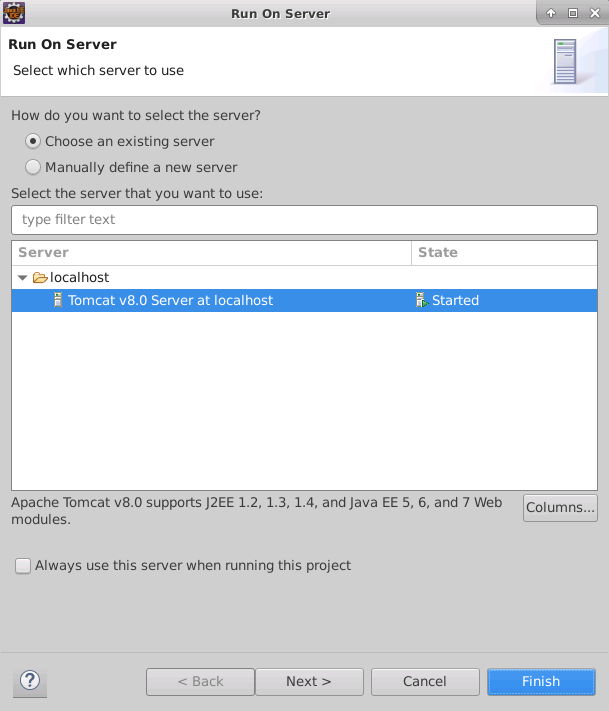 Run On Server
Run On Server
Select which server to use
How do you want to select the server?
Choose an existing server
Manually define a new server
Select the server that you want to use:
type filter text
Server State
localhost
Tomcat v8.0 Server at localhost Started
Apache Tomcat v8.0 supports J2EE 1.2, 1.3, 1.4, and Java EE 5, 6, and 7 Web
modules.
Columns...
Always use this server when running this project
? < Back Next > Cancel Finish